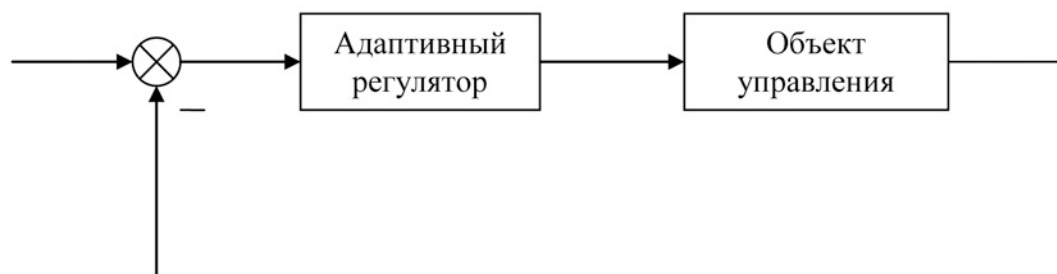 Адаптивный
регулятор
Объект
управления